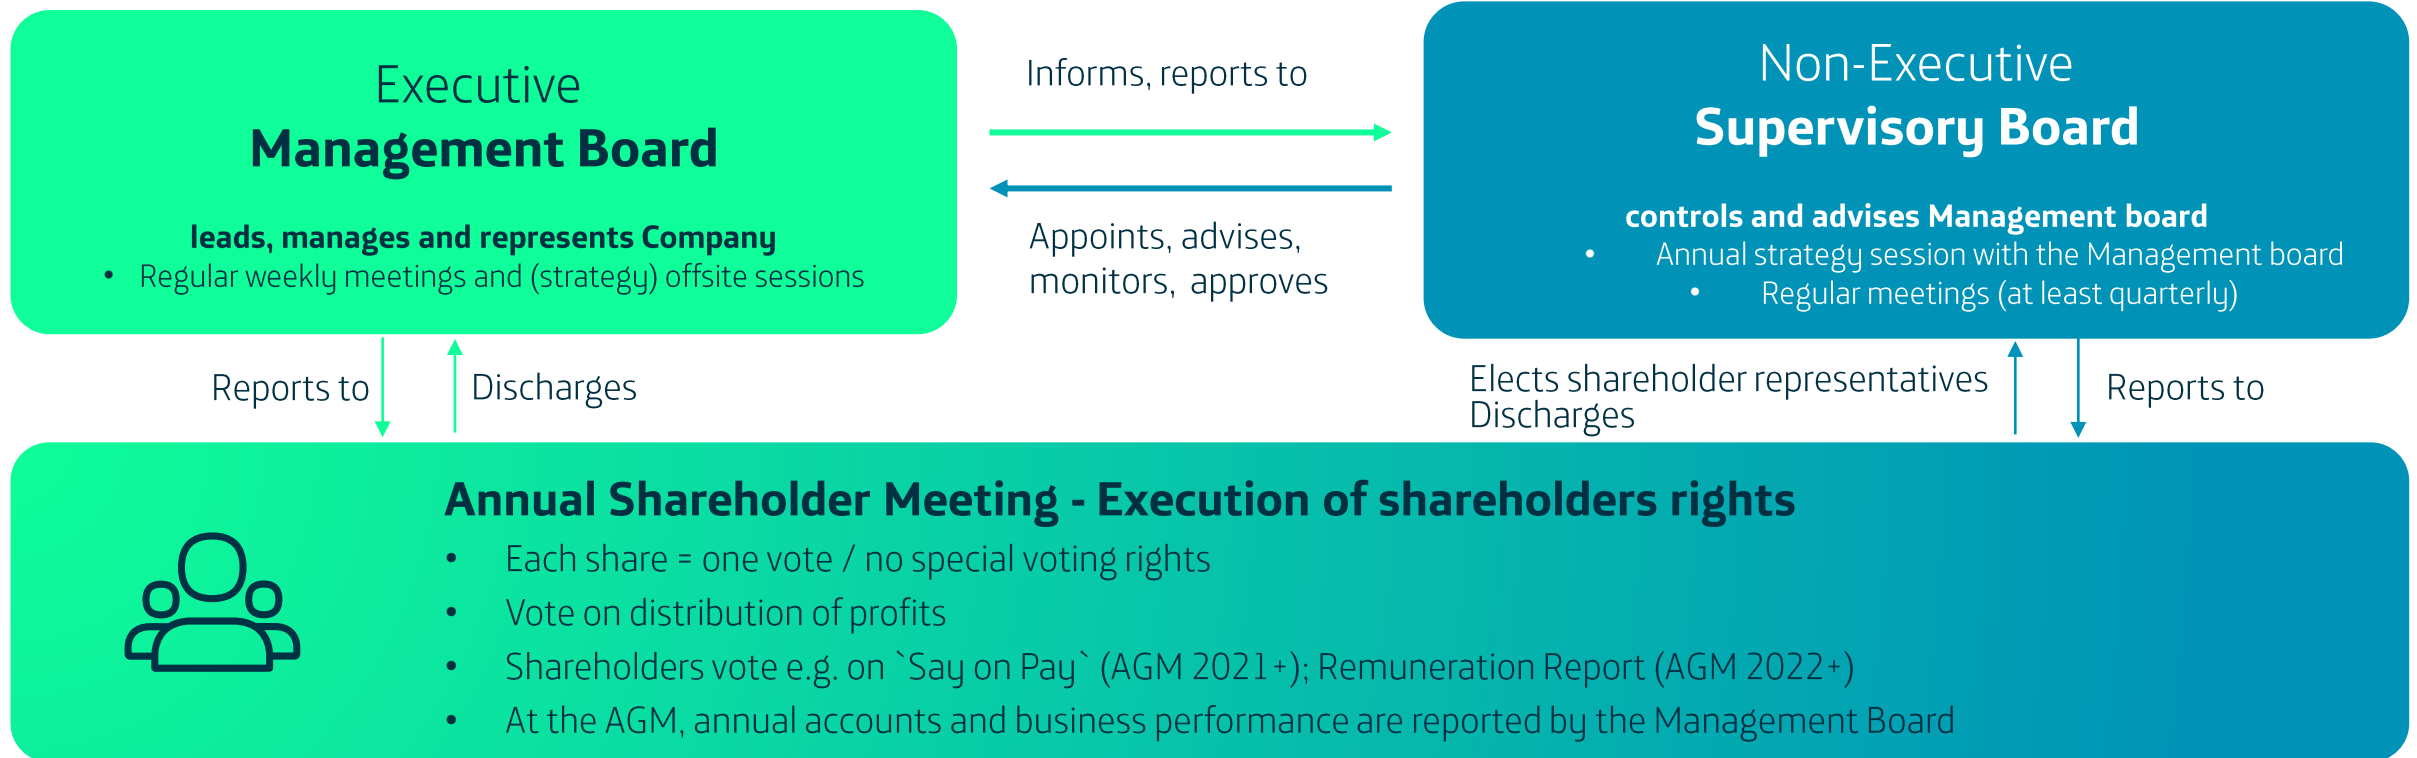 Executive
Management Board
leads, manages and represents Company
• Regular weekly meetings and (strategy) offsite sessions
Informs, reports to
Appoints, advises,
monitors, approves
Non-Executive
Supervisory Board
controls and advises Management board
• Annual strategy session with the Management board
• Regular meetings (at least quarterly)
Reports to
Discharges
Elects shareholder representatives
Discharges
Reports to
Annual Shareholder Meeting - Execution of shareholders rights
• Each share = one vote / no special voting rights
• Vote on distribution of profits
• Shareholders vote e.g. on `Say on Pay` (AGM 2021+); Remuneration Report (AGM 2022+)
• At the AGM, annual accounts and business performance are reported by the Management Board